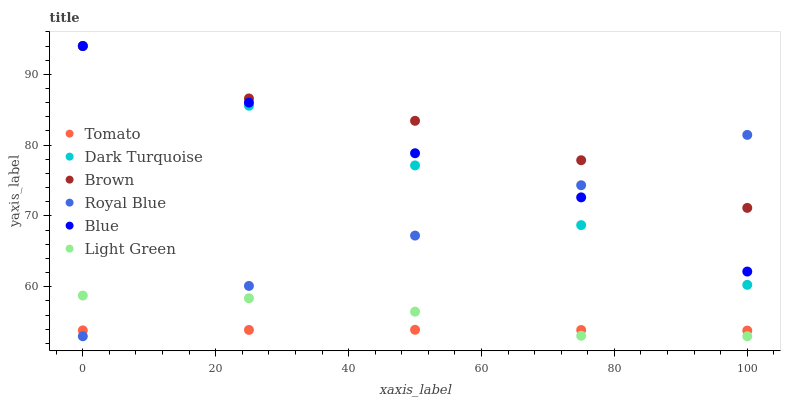 title
yaxis_label
90
80
70
60
Tomato
Dark Turquoise
Brown
Royal Blue
Blue
Light Green
0 20 40 60 80 100
xaxis_label